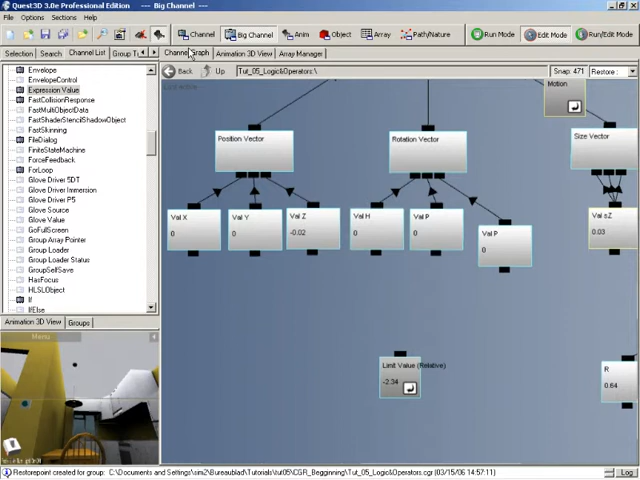 Quest3D 3.0e Professional Edition -- Big Channel
File Settings Help
Channel Big Channel Anim Object Array Path/Nature Run Mode Edit Mode Run/Edit Mode
Selection Search Channel List Group T Channel Graph Animation 3D View Array Manager
Back Up Tut_05_Logic&Operators:\ Snap: 471 Restore:
Envelope
EnvelopeControl
Expression Value
FastCollisionResponse
FastMultiObjectData
FastShaderStencilShadowObject
FastSkinning
FileDialog
FiniteStateMachine
ForceFeedback
ForLoop
Glove Driver 5DT
Glove Driver Immersion
Glove Driver P5
Glove Source
Glove Value
GoFullScreen
Group Array Pointer
Group Loader
Group Loader Status
GroupSelfSave
HasFocus
HLSLObject
If
IfElse
Animation 3D View Groups
Menu
Motion
Position Vector Rotation Vector Size Vector
Val X Val Y Val Z Val H Val P Val P Val sZ
0 0 -0.02 0 0 0 0.03
Limit Value (Relative)
-2.34
R
0.64
Restorepoint created for group: C:\Documents and Settings\sim2\Bureaublad\Tutorials\tut05\CGR_Begginning\Tut_05_Logic&Operators.cgr (03/15/06 14:57:11) Log